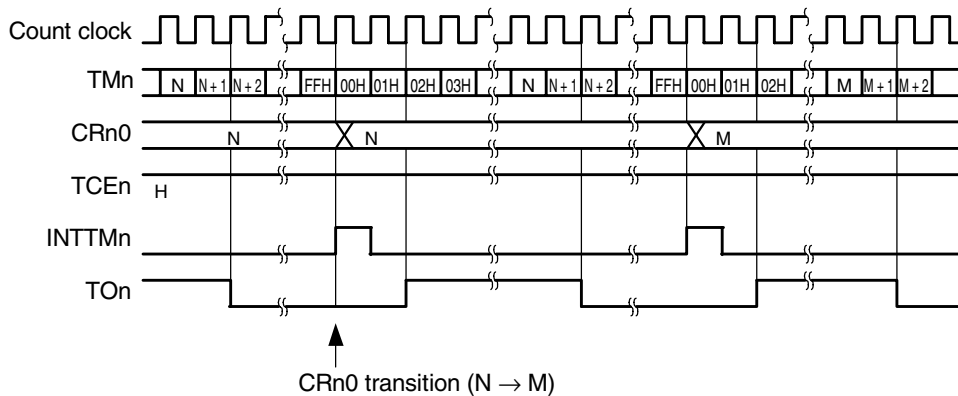 Count clock
TMn N N + 1 N + 2 FFH 00H 01H 02H 03H N N + 1 N + 2 FFH 00H 01H 02H M M + 1 M + 2
CRn0 N N M
TCEn
H
INTTMn
TOn
CRn0 transition (N → M)